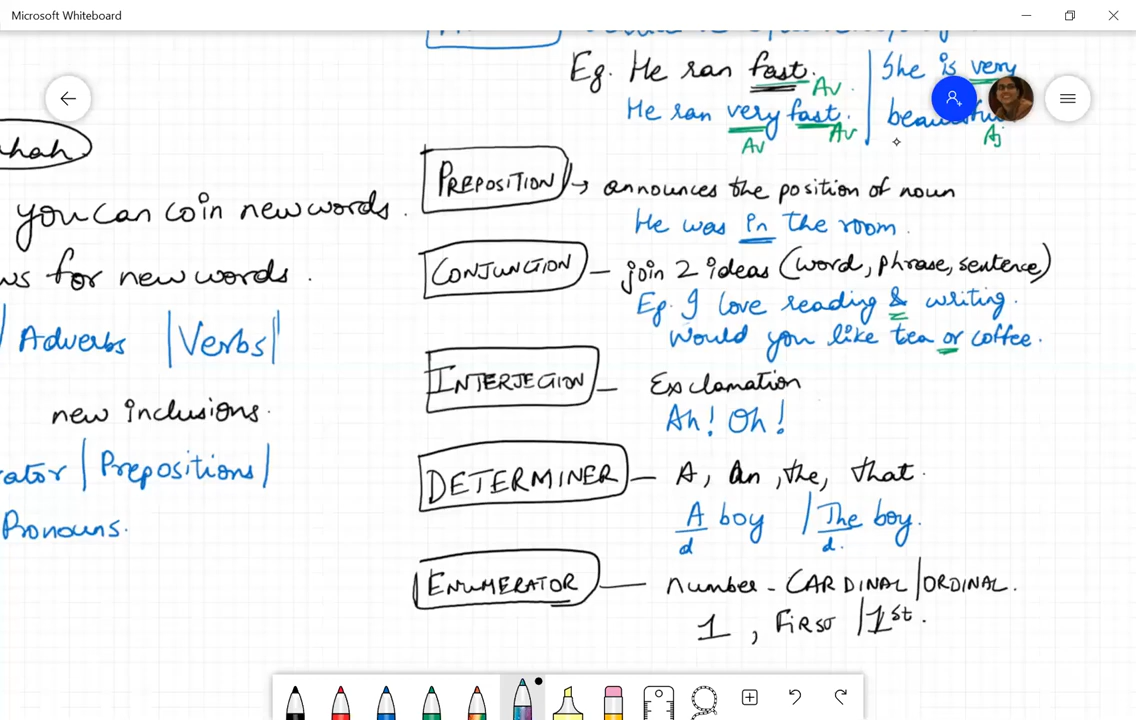 Microsoft Whiteboard
Eg. He ran fast.
Av
He ran very fast.
Av
Av
She is very
Aj
hah
you can coin new words.
ws for new words.
Adverbs | Verbs |
new inclusions.
rator | Prepositions |
Pronouns.
PREPOSITION → announces the position of noun
He was in the room.
CONJUNCTION – join 2 ideas (word, phrase, sentence)
Eg. I love reading & writing.
Would you like tea or coffee.
INTERJECTION – Exclamation
Ah! Oh!
DETERMINER – A, an, the, that.
A boy | The boy.
d d.
ENUMERATOR — number - CARDINAL | ORDINAL.
1, FIRST | 1st.